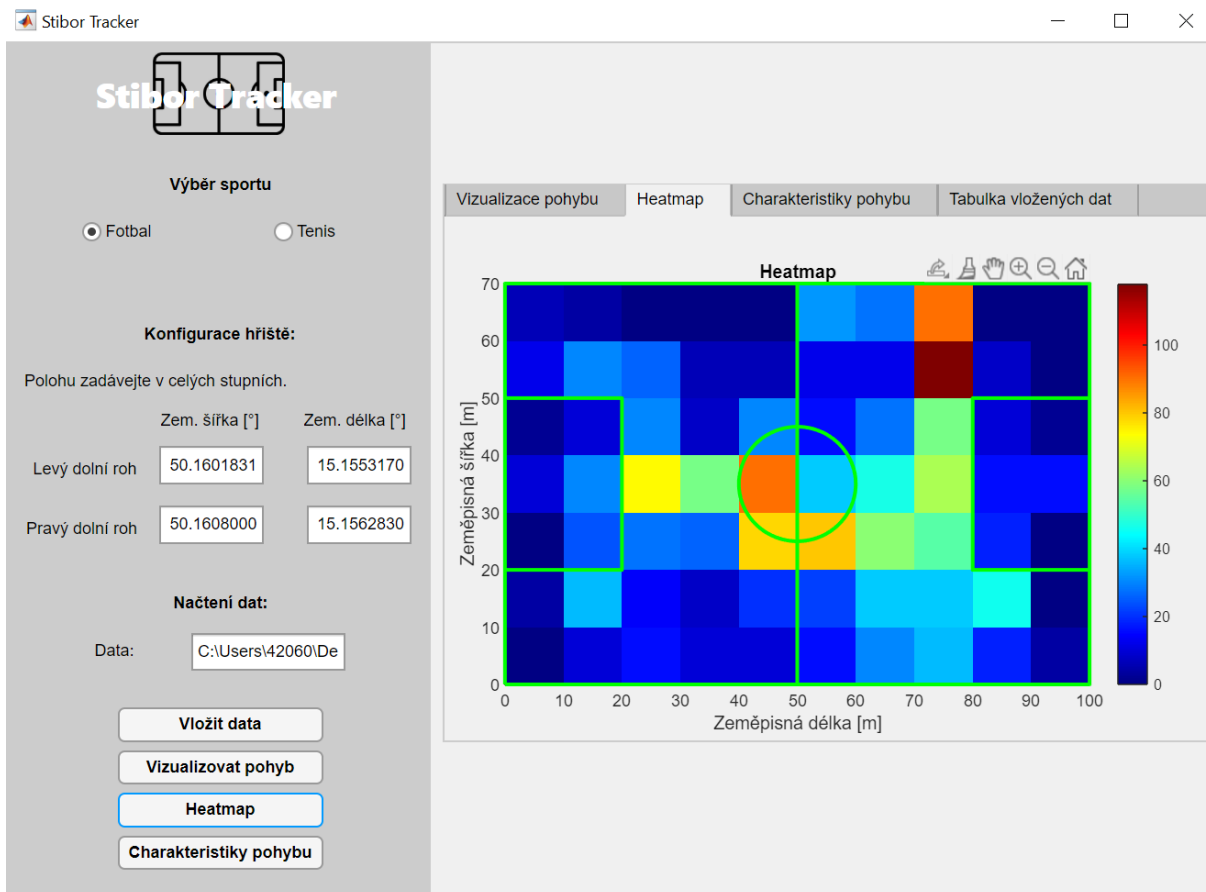 Stibor Tracker
Stibor Tracker
Výběr sportu
Fotbal Tenis
Konfigurace hřiště:
Polohu zadávejte v celých stupních.
Zem. šířka [°] Zem. délka [°]
Levý dolní roh 50.1601831 15.1553170
Pravý dolní roh 50.1608000 15.1562830
Načtení dat:
Data: C:\Users\42060\De
Vložit data
Vizualizovat pohyb
Heatmap
Charakteristiky pohybu
Vizualizace pohybu Heatmap Charakteristiky pohybu Tabulka vložených dat
Heatmap
Zeměpisná šířka [m]
70
60
50
40
30
20
10
0
0 10 20 30 40 50 60 70 80 90 100
Zeměpisná délka [m]
100
80
60
40
20
0